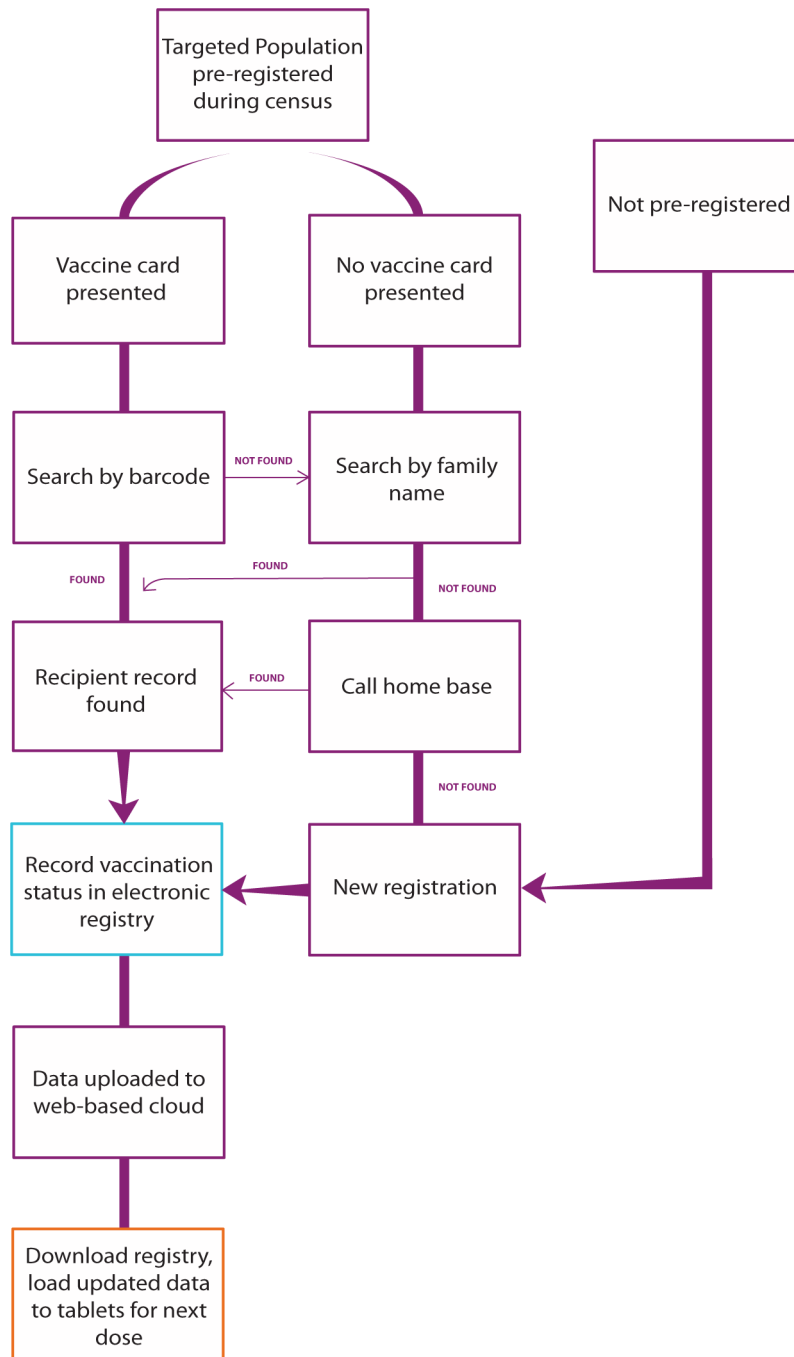 Targeted Population
pre-registered
during census
Not pre-registered
Vaccine card
presented
No vaccine card
presented
Search by barcode
NOT FOUND
Search by family
name
FOUND
FOUND
NOT FOUND
Recipient record
found
FOUND
Call home base
NOT FOUND
Record vaccination
status in electronic
registry
New registration
Data uploaded to
web-based cloud
Download registry,
load updated data
to tablets for next
dose